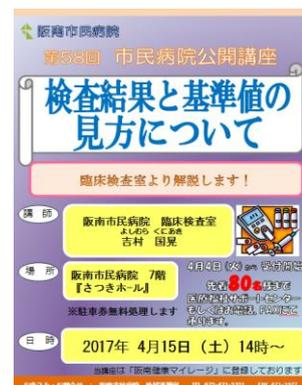 阪南市民病院
第58回 市民病院公開講座
検査結果と基準値の
見方について
臨床検査室より解説します！
講師
阪南市民病院 臨床検査室
よしむら くにあき
吉村 国晃
場所
阪南市民病院 7階
『さつきホール』
※駐車券無料処理します
4月4日（火）から 受付開始
先着80名様まで
医療福祉サポートセンター
もしくはお電話、FAXにて
承ります。
日時
2017年 4月15日（土）14時～
当講座は「阪南健康マイレージ」に登録しております